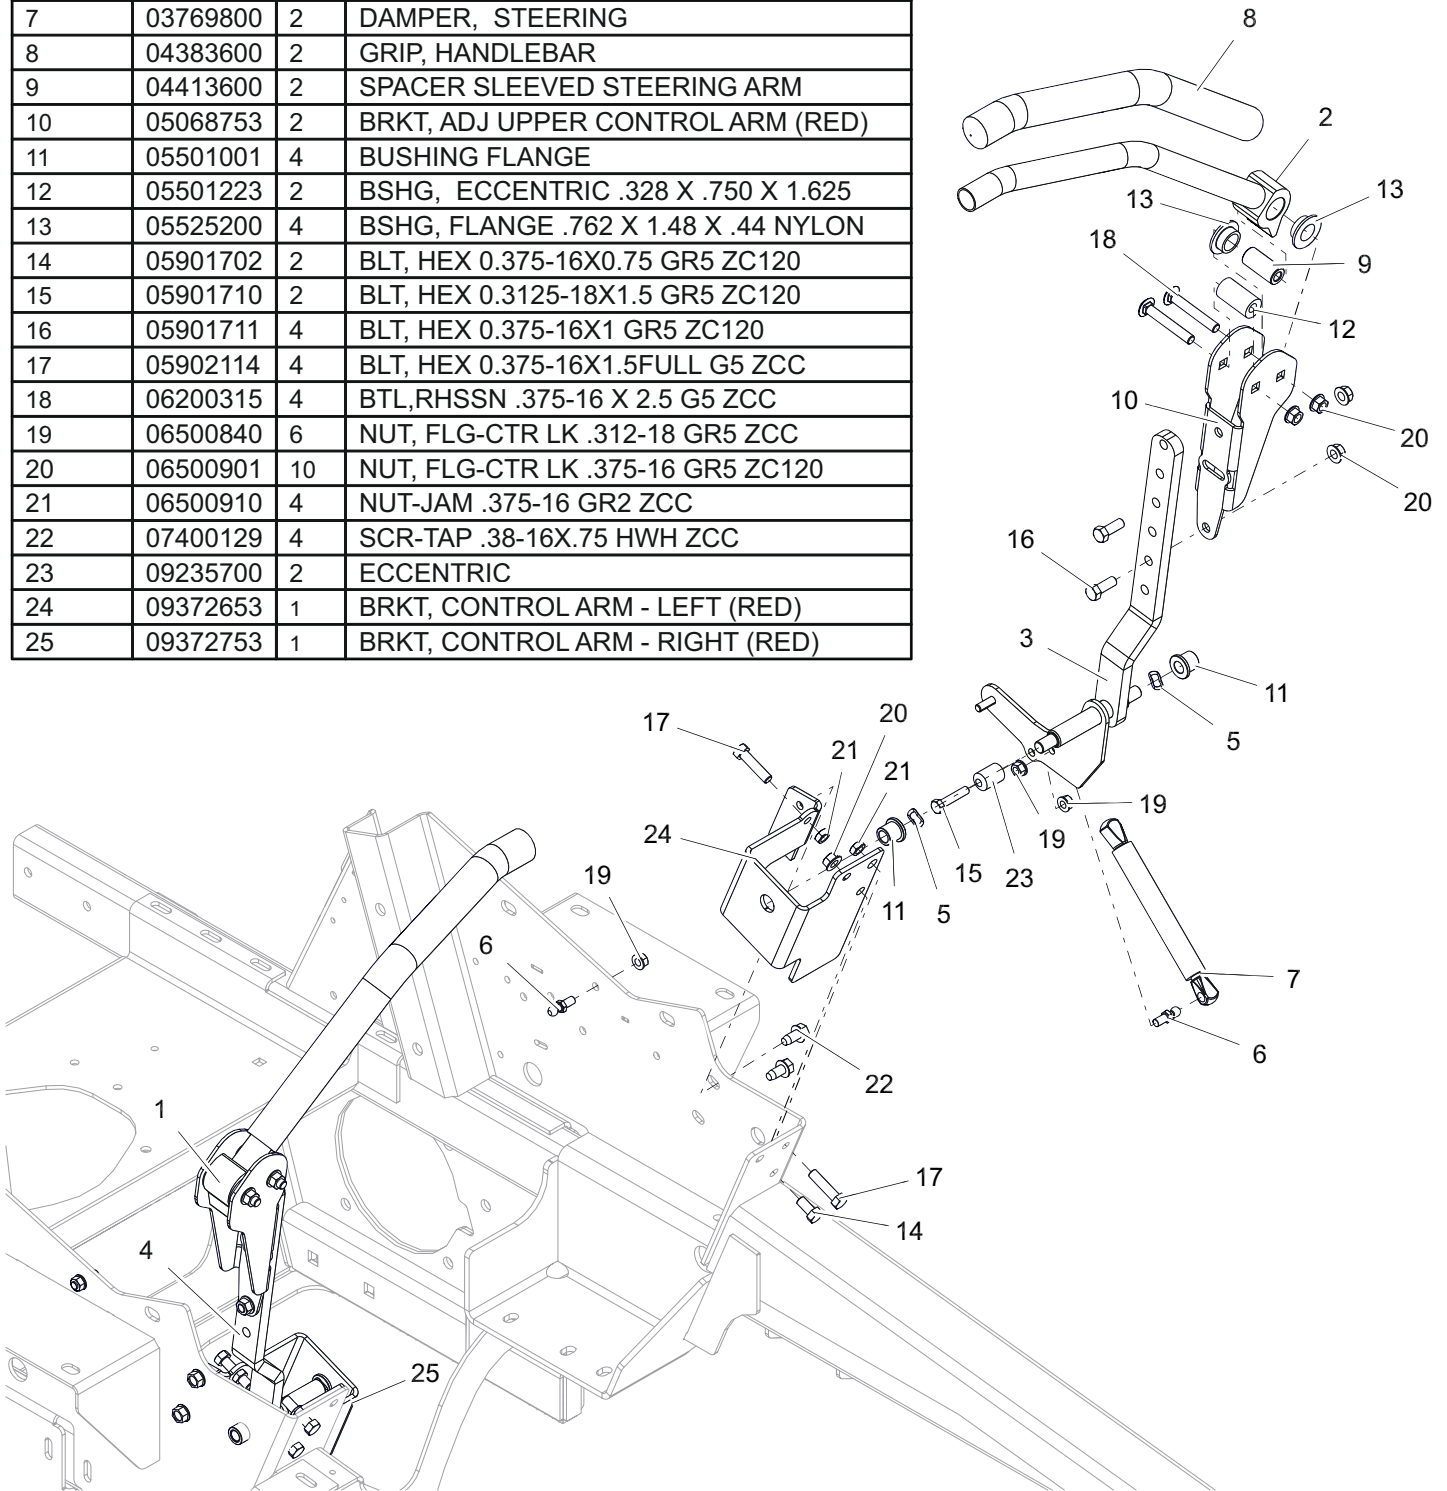 7 03769800 2 DAMPER, STEERING
8 04383600 2 GRIP, HANDLEBAR
9 04413600 2 SPACER SLEEVED STEERING ARM
10 05068753 2 BRKT, ADJ UPPER CONTROL ARM (RED)
11 05501001 4 BUSHING FLANGE
12 05501223 2 BSHG, ECCENTRIC .328 X .750 X 1.625
13 05525200 4 BSHG, FLANGE .762 X 1.48 X .44 NYLON
14 05901702 2 BLT, HEX 0.375-16X0.75 GR5 ZC120
15 05901710 2 BLT, HEX 0.3125-18X1.5 GR5 ZC120
16 05901711 4 BLT, HEX 0.375-16X1 GR5 ZC120
17 05902114 4 BLT, HEX 0.375-16X1.5FULL G5 ZCC
18 06200315 4 BTL,RHSSN .375-16 X 2.5 G5 ZCC
19 06500840 6 NUT, FLG-CTR LK .312-18 GR5 ZCC
20 06500901 10 NUT, FLG-CTR LK .375-16 GR5 ZC120
21 06500910 4 NUT-JAM .375-16 GR2 ZCC
22 07400129 4 SCR-TAP .38-16X.75 HWH ZCC
23 09235700 2 ECCENTRIC
24 09372653 1 BRKT, CONTROL ARM - LEFT (RED)
25 09372753 1 BRKT, CONTROL ARM - RIGHT (RED)
8
2
13
13
18
9
12
10
20
20
16
3
11
5
17
20
21
21
19
24
19
15
23
11
5
19
6
7
6
22
1
17
14
4
25